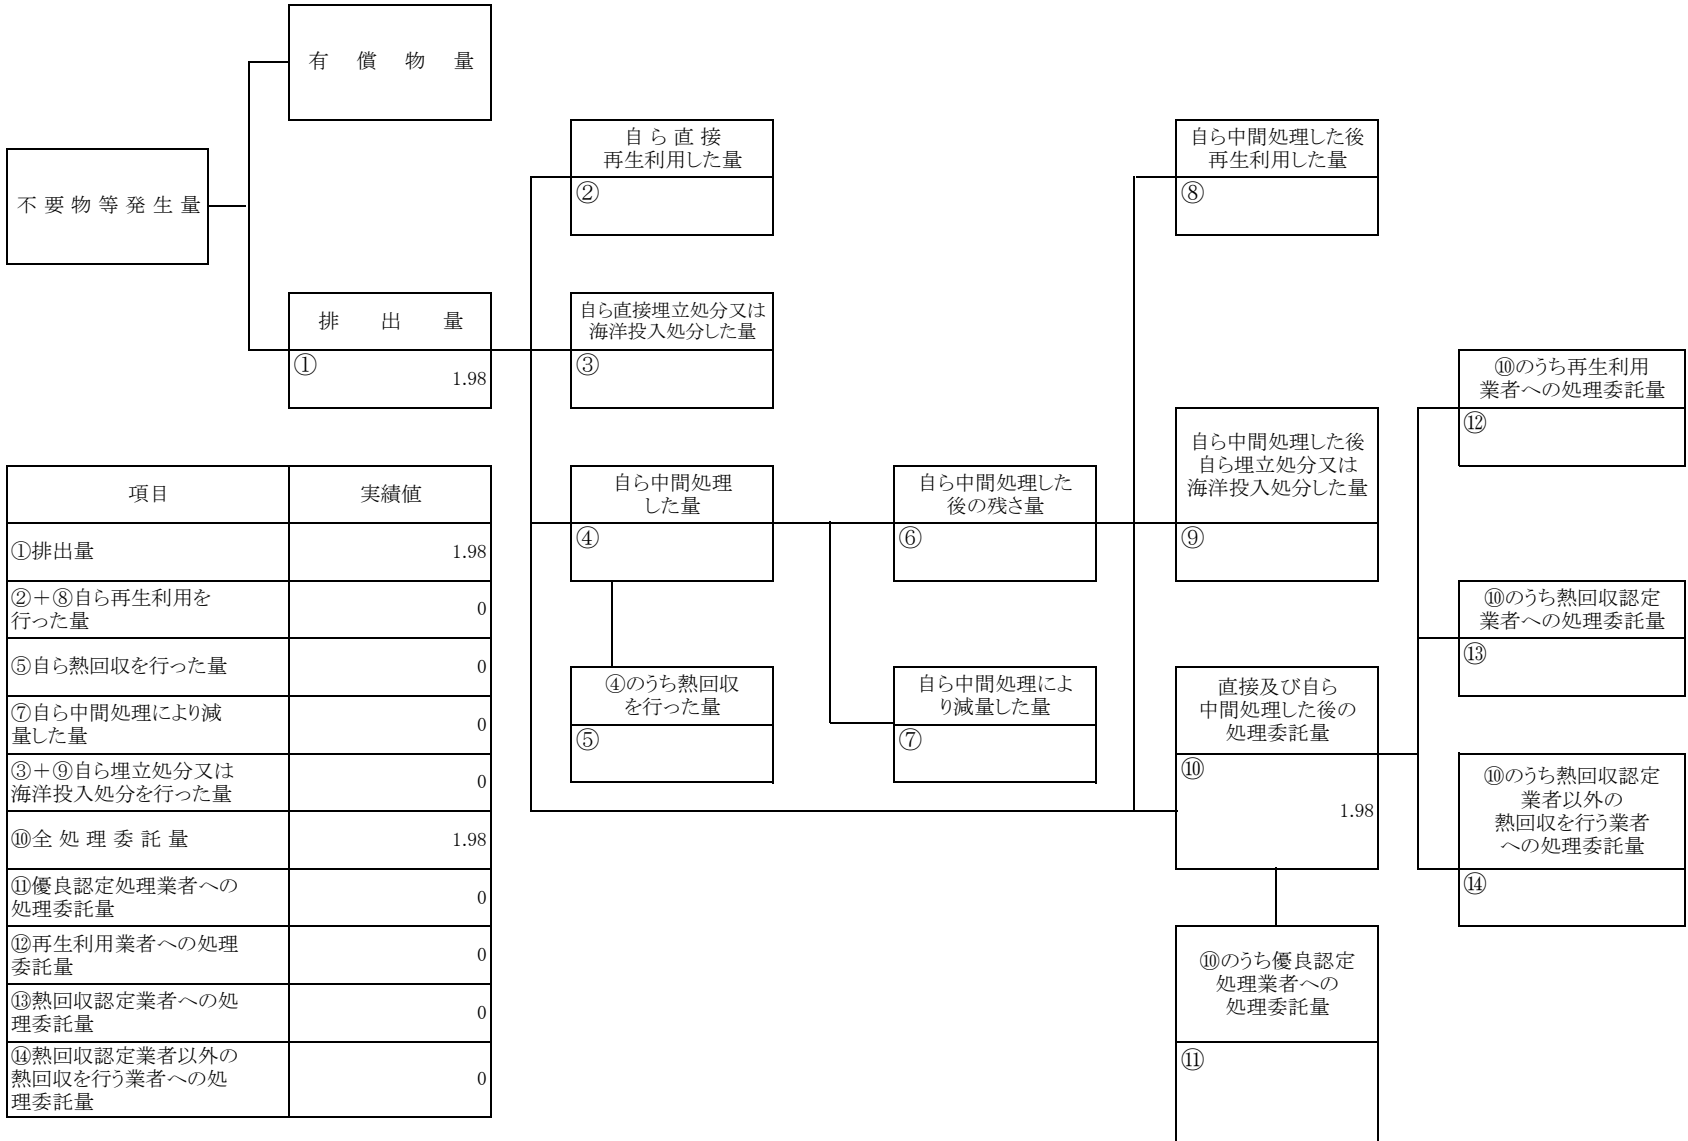 有償物量
不要物等発生量
排出量
①
1.98
自ら直接
再生利用した量
②
自ら直接埋立処分又は
海洋投入処分した量
③
自ら中間処理
した量
④
④のうち熱回収
を行った量
⑤
自ら中間処理した
後の残さ量
⑥
自ら中間処理によ
り減量した量
⑦
自ら中間処理した後
再生利用した量
⑧
自ら中間処理した後
自ら埋立処分又は
海洋投入処分した量
⑨
直接及び自ら
中間処理した後の
処理委託量
⑩
1.98
⑩のうち優良認定
処理業者への
処理委託量
⑪
⑩のうち再生利用
業者への処理委託量
⑫
⑩のうち熱回収認定
業者への処理委託量
⑬
⑩のうち熱回収認定
業者以外の
熱回収を行う業者
への処理委託量
⑭
項目 実績値
①排出量 1.98
②+⑧自ら再生利用を
行った量 0
⑤自ら熱回収を行った量 0
⑦自ら中間処理により減
量した量 0
③+⑨自ら埋立処分又は
海洋投入処分を行った量 0
⑩全処理委託量 1.98
⑪優良認定処理業者への
処理委託量 0
⑫再生利用業者への処理
委託量 0
⑬熱回収認定業者への処
理委託量 0
⑭熱回収認定業者以外の
熱回収を行う業者への処
理委託量 0